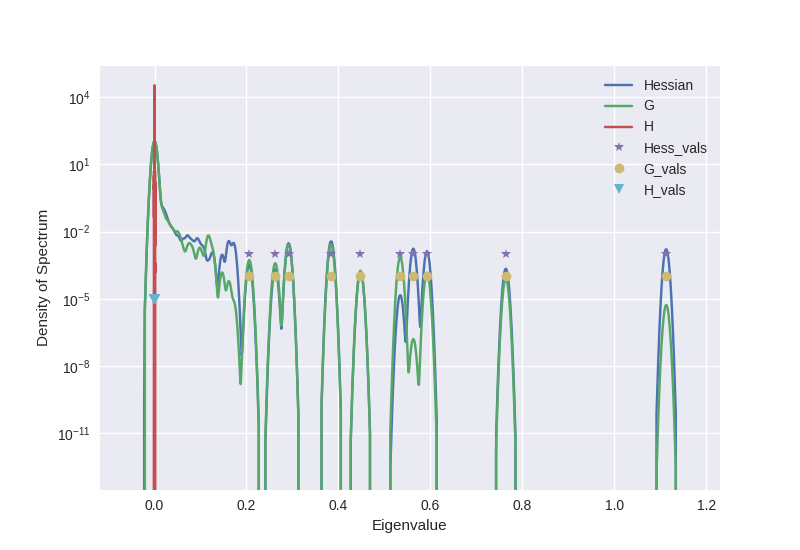 Hessian
G
H
Hess_vals
G_vals
H_vals
10^4
10^1
10^-2
10^-5
10^-8
10^-11
Density of Spectrum
0.0 0.2 0.4 0.6 0.8 1.0 1.2
Eigenvalue